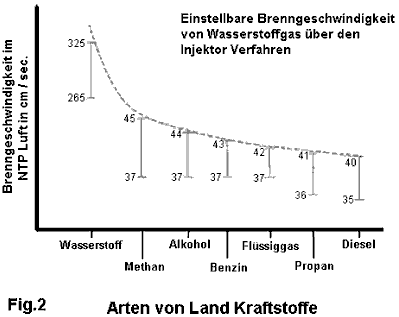 Einstellbare Brenngeschwindigkeit
von Wasserstoffgas über den
Injektor Verfahren
Brenngeschwindigkeit im
NTP Luft in cm / sec.
325
265
45
37
44
37
43
37
42
37
41
36
40
35
Wasserstoff
Alkohol
Flüssiggas
Diesel
Methan
Benzin
Propan
Fig.2
Arten von Land Kraftstoffe